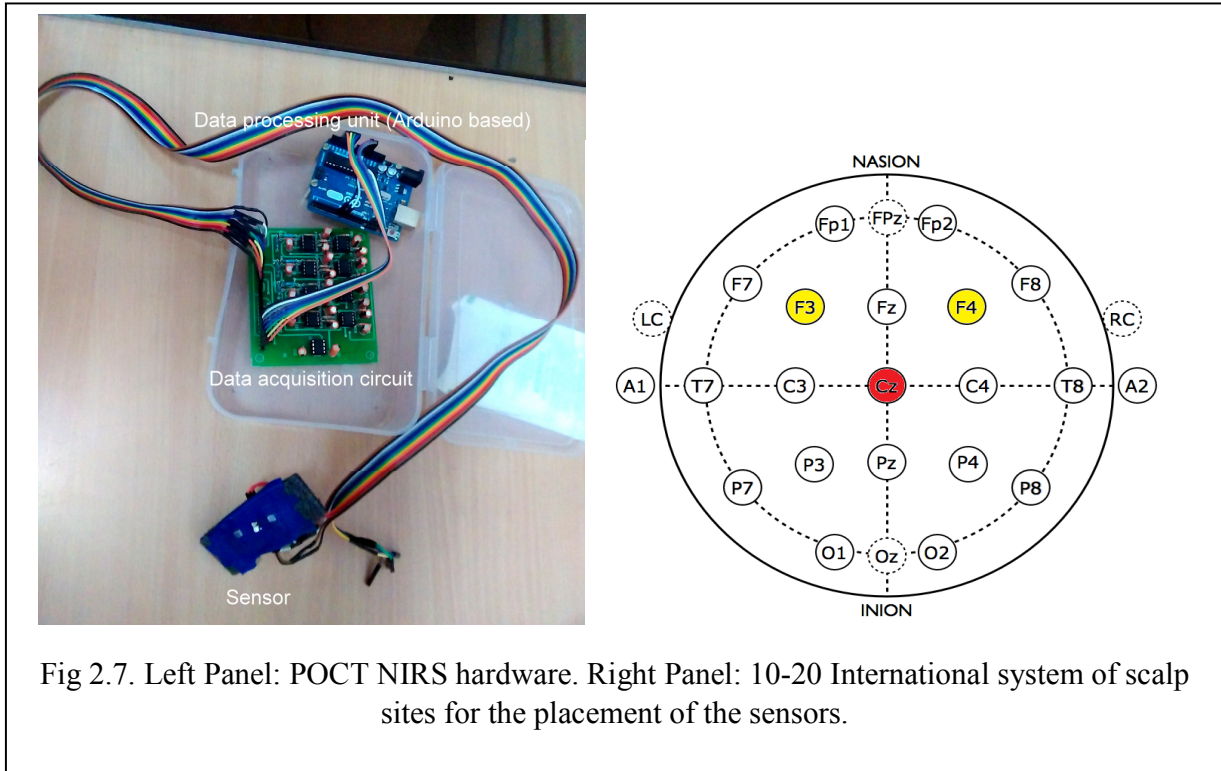 Data processing unit (Arduino based)
Data acquisition circuit
Sensor
NASION
Fp1 FPz Fp2
F7 F8
F3 Fz F4
LC RC
A1 T7 C3 Cz C4 T8 A2
P3 Pz P4
P7 P8
O1 Oz O2
INION
Fig 2.7. Left Panel: POCT NIRS hardware. Right Panel: 10-20 International system of scalp
sites for the placement of the sensors.